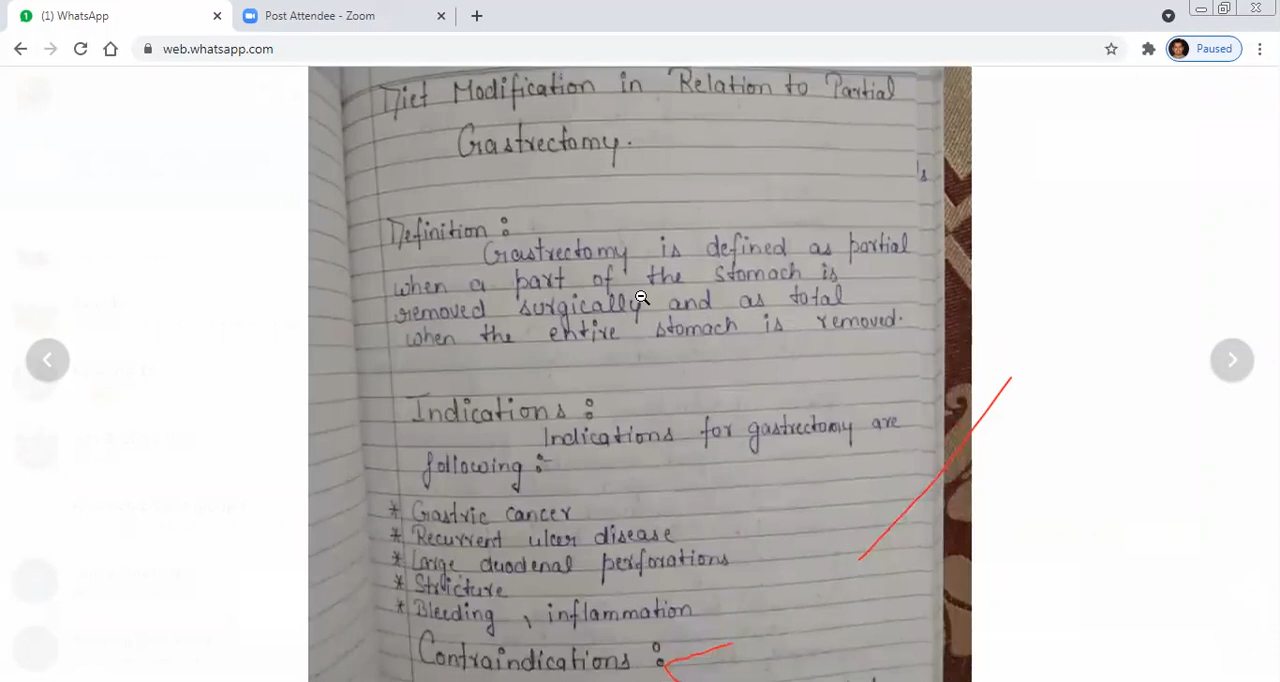 (1) WhatsApp
Post Attendee - Zoom
web.whatsapp.com
Paused
Diet Modification in Relation to Partial
Gastrectomy.
's
Definition :
Gastrectomy is defined as partial
when a part of the stomach is
removed surgically and as total
when the entire stomach is removed.
Indications :
Indications for gastrectomy are
following :-
* Gastric cancer
* Recurrent ulcer disease
* Large duodenal perforations
* Stricture
* Bleeding, inflammation
Contraindications :